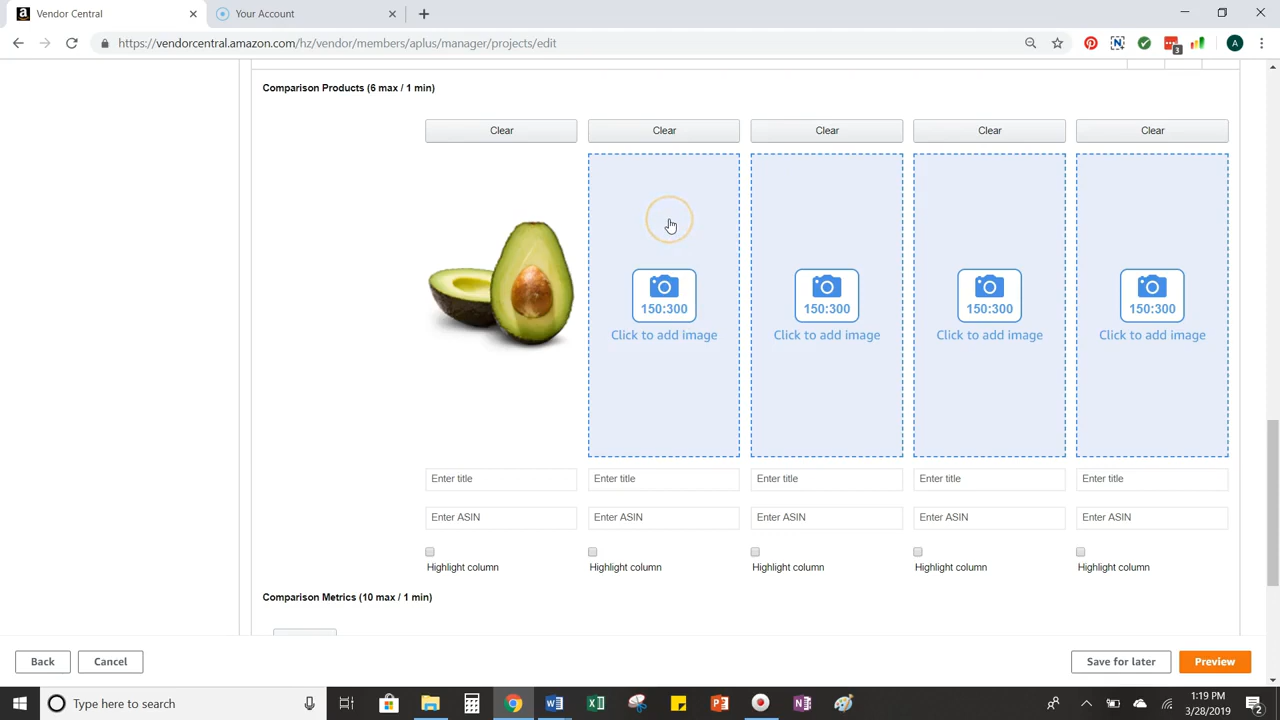 Vendor Central
Your Account
https://vendorcentral.amazon.com/hz/vendor/members/aplus/manager/projects/edit
3
A
Comparison Products (6 max / 1 min)
Clear Clear Clear Clear Clear
150:300 150:300 150:300 150:300
Click to add image Click to add image Click to add image Click to add image
Enter title Enter title Enter title Enter title Enter title
Enter ASIN Enter ASIN Enter ASIN Enter ASIN Enter ASIN
Highlight column Highlight column Highlight column Highlight column Highlight column
Comparison Metrics (10 max / 1 min)
Back Cancel Save for later Preview
Type here to search
1:19 PM
3/28/2019
2